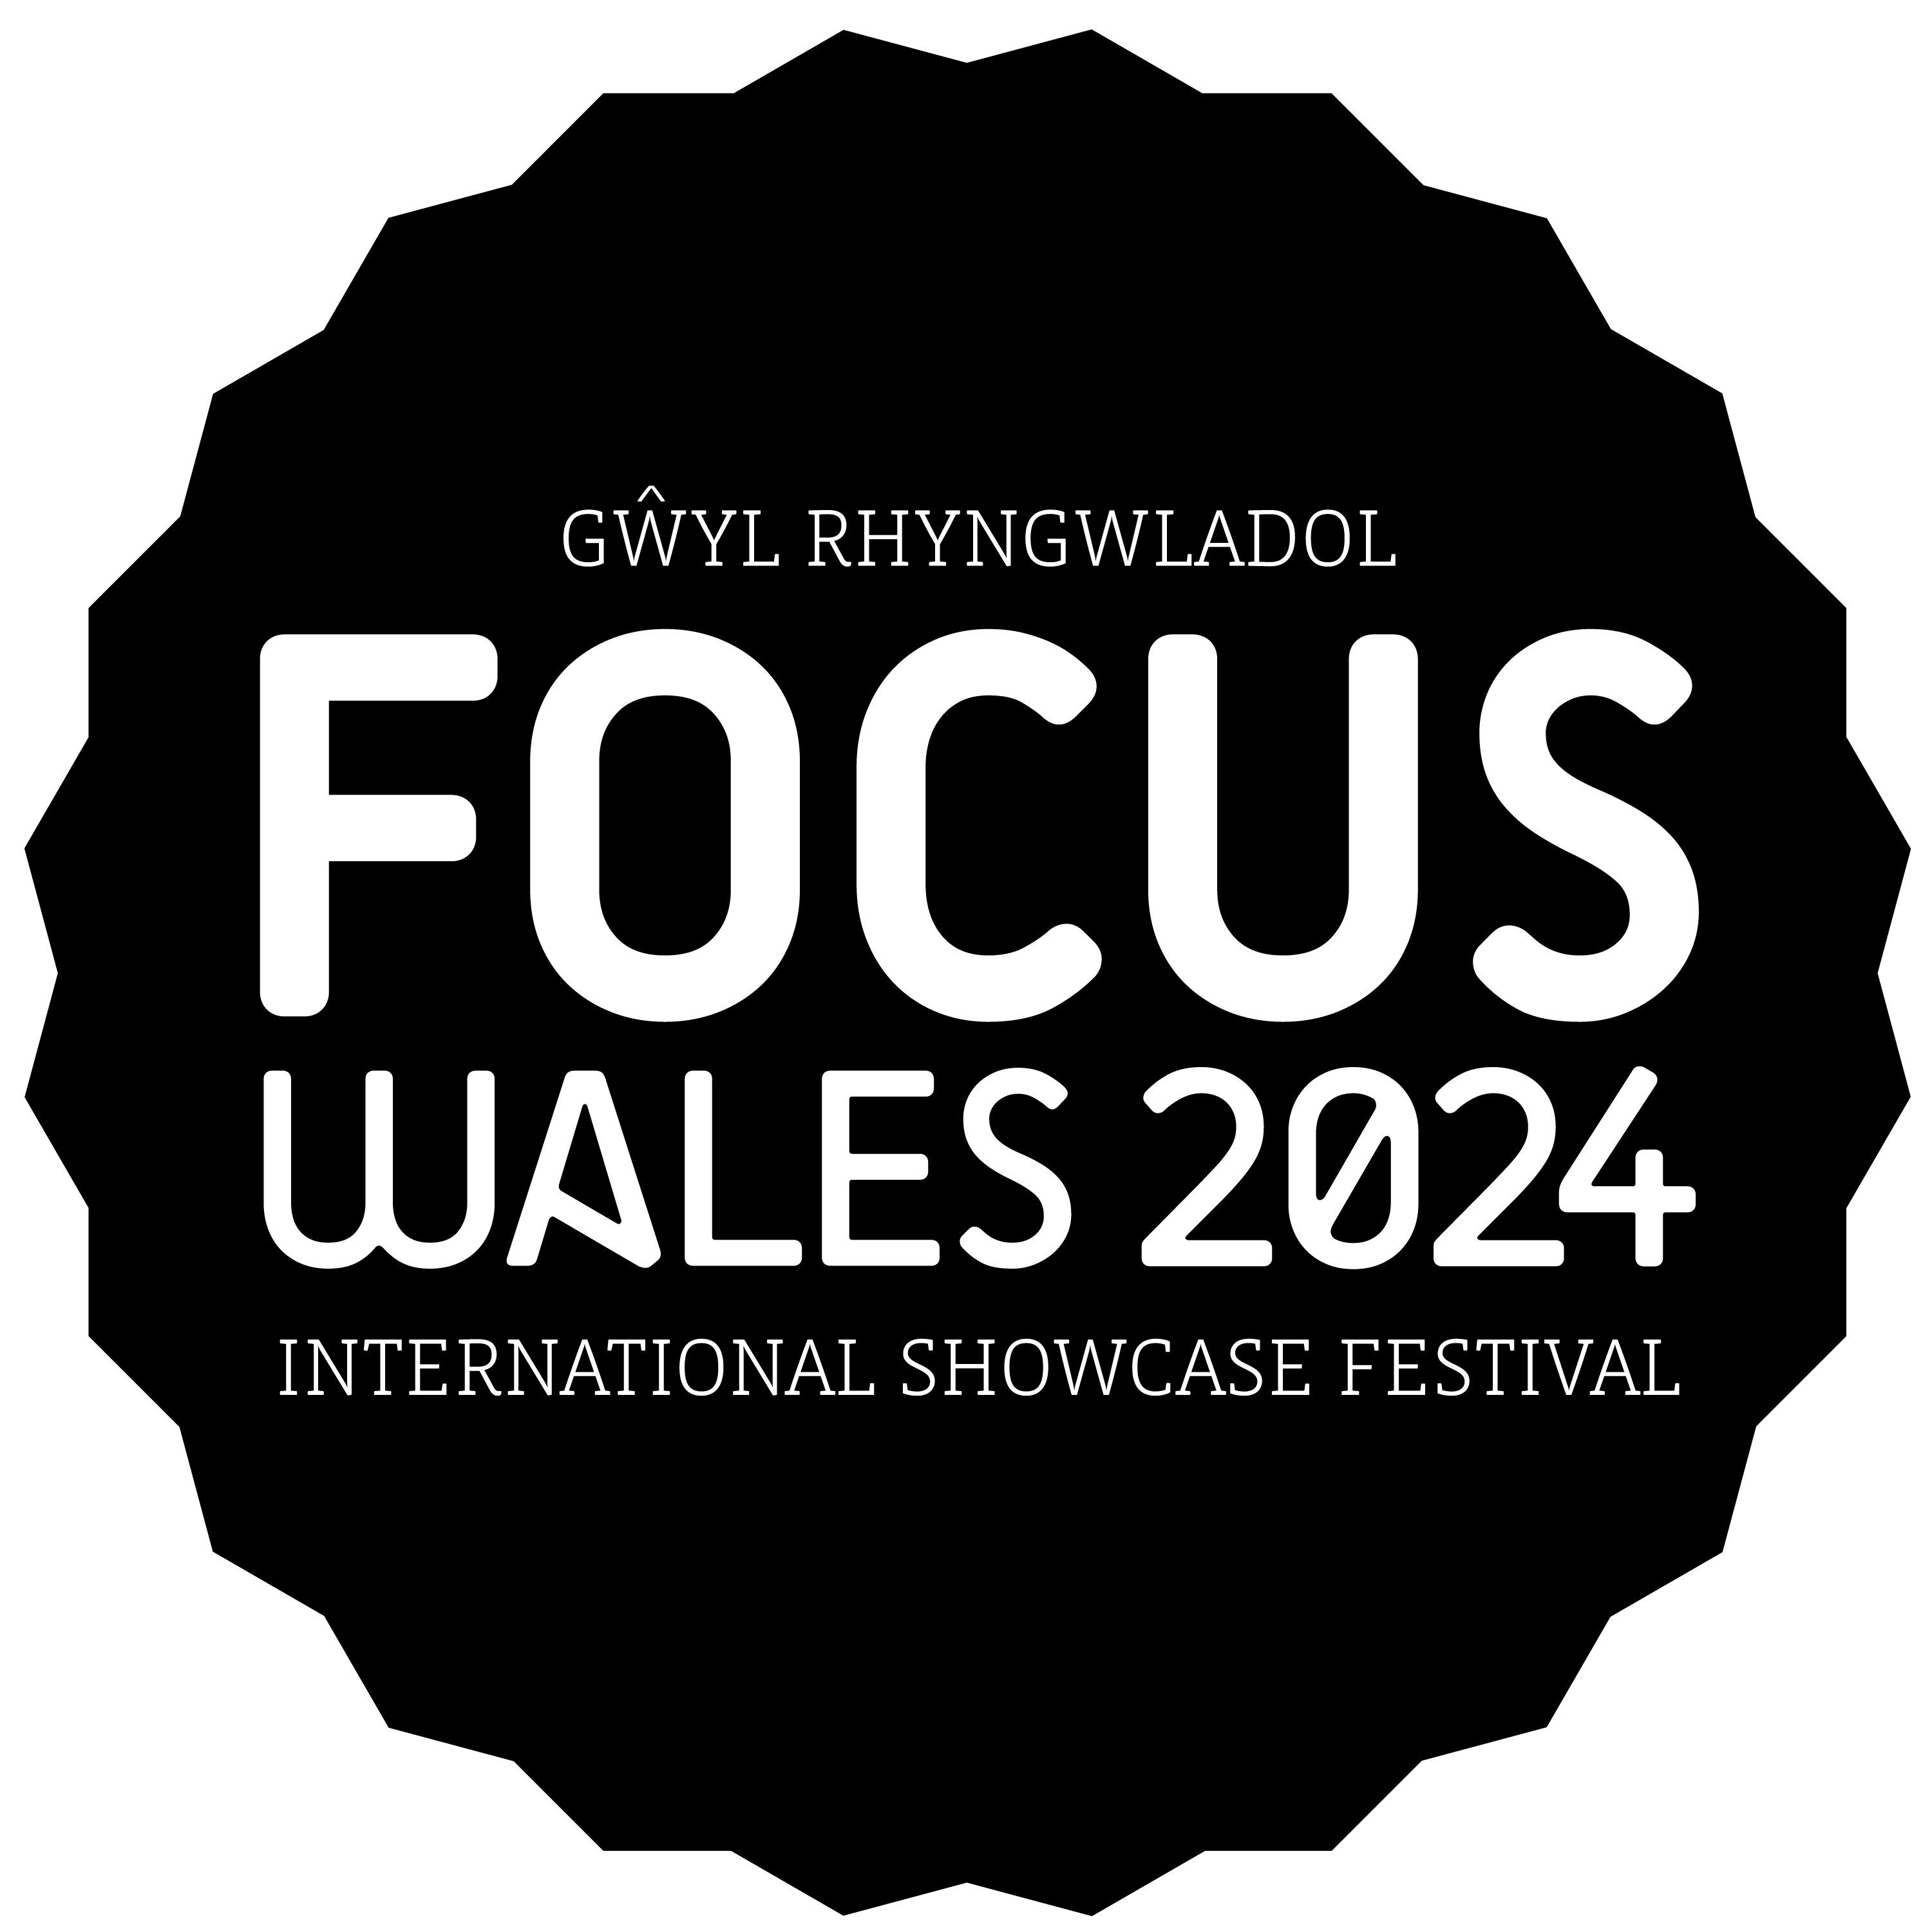 GŴYL RHYNGWLADOL
FOCUS
WALES 2024
INTERNATIONAL SHOWCASE FESTIVAL